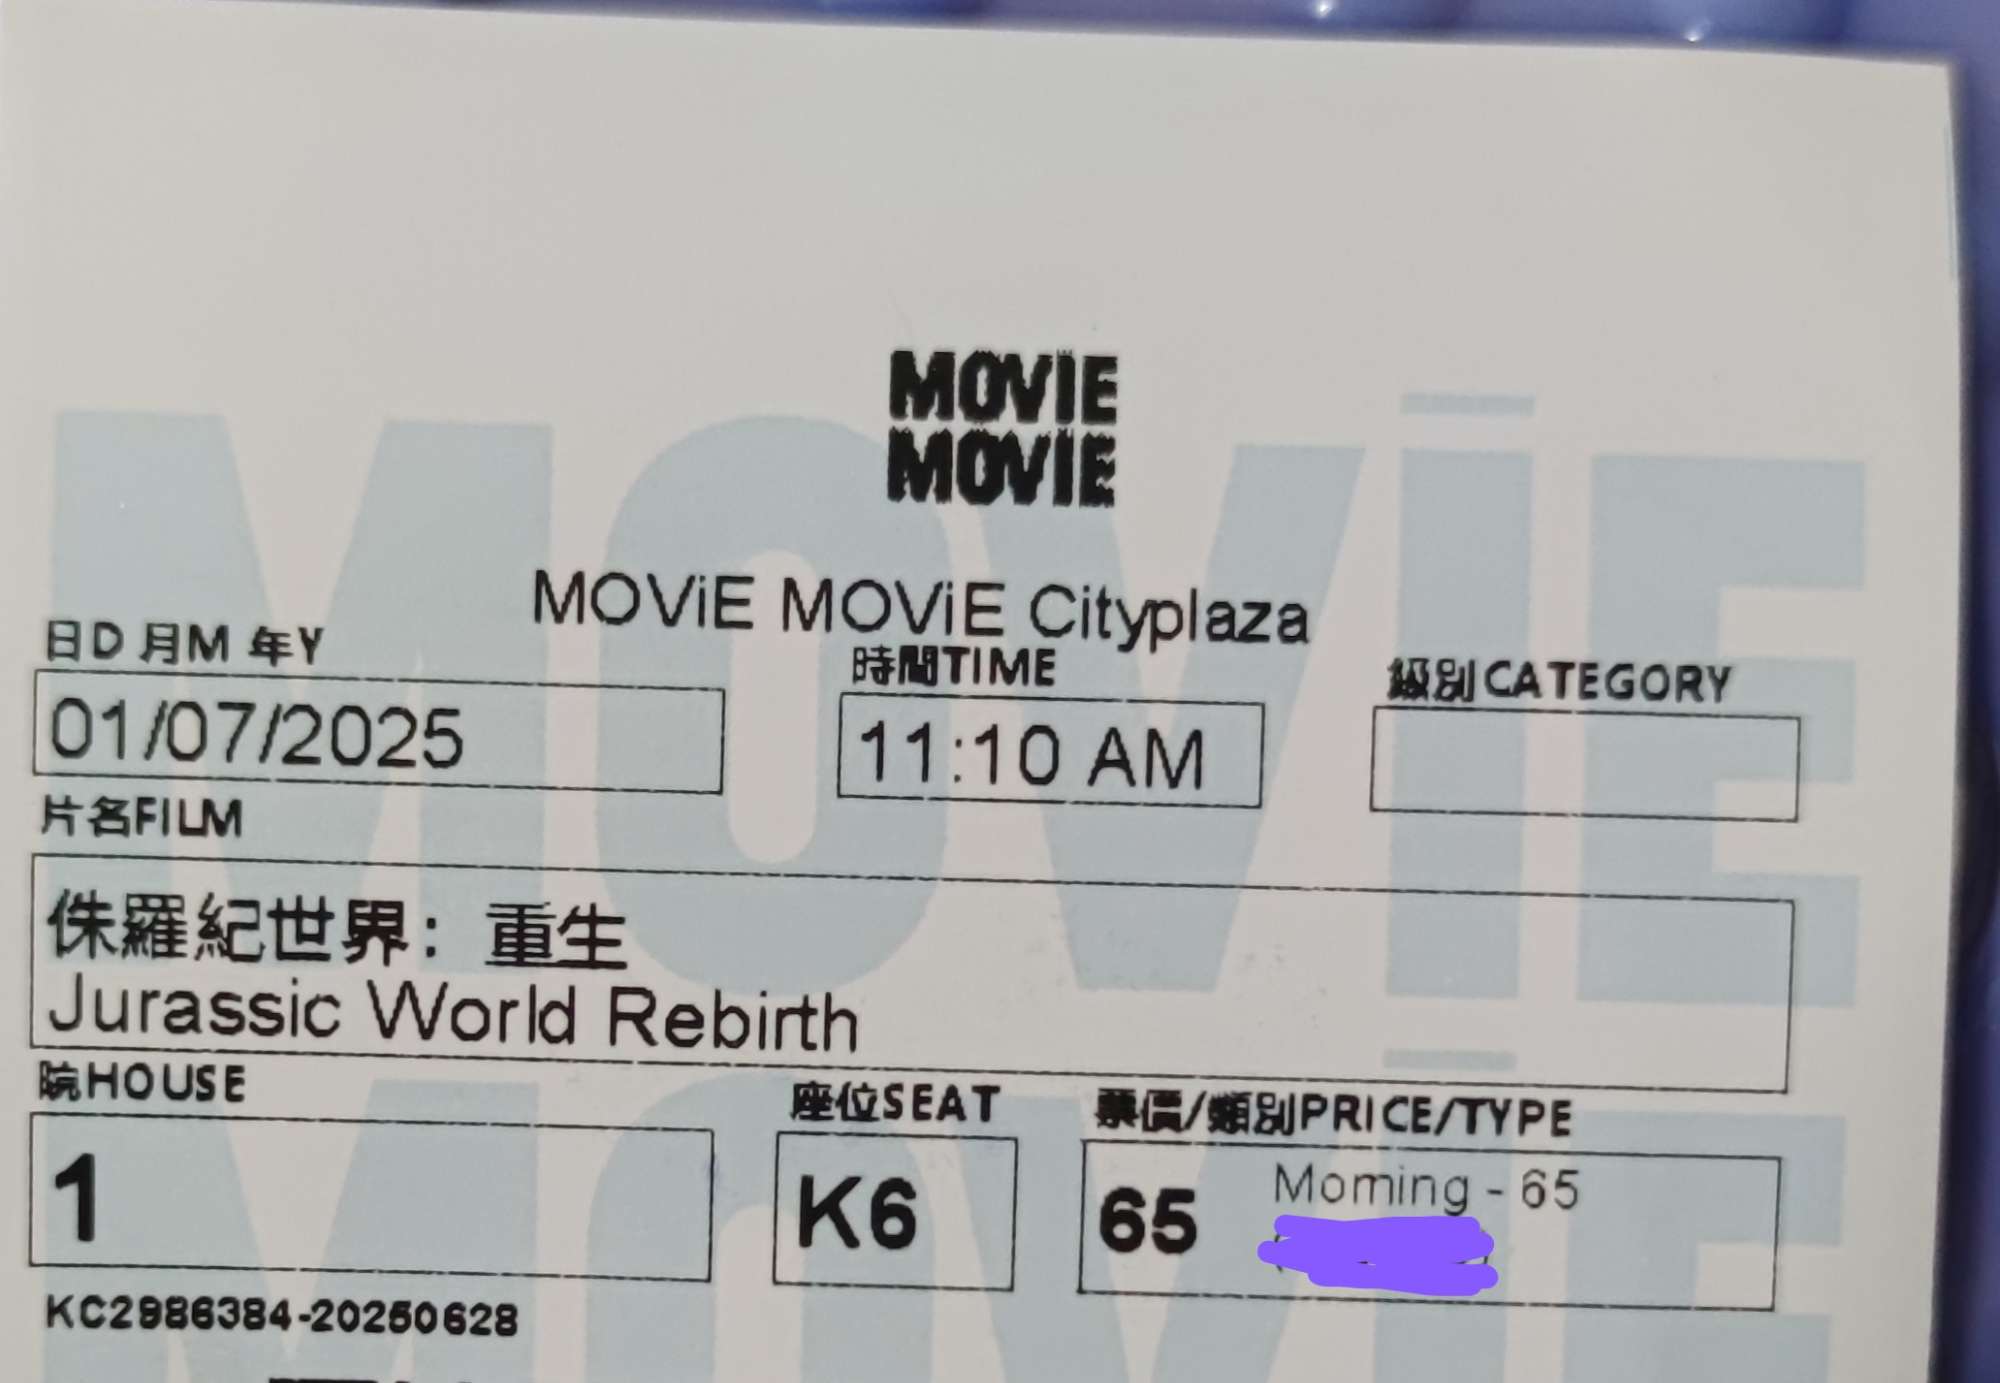 MOViE
MOViE
MOViE MOViE Cityplaza
日D 月M 年Y
時間TIME
級別CATEGORY
01/07/2025
11:10 AM
片名FILM
侏羅紀世界: 重生
Jurassic World Rebirth
院HOUSE
座位SEAT
票價/類別PRICE/TYPE
1
K6
65
Morning - 65
KC2986384-20250628
MOViE
MOViE